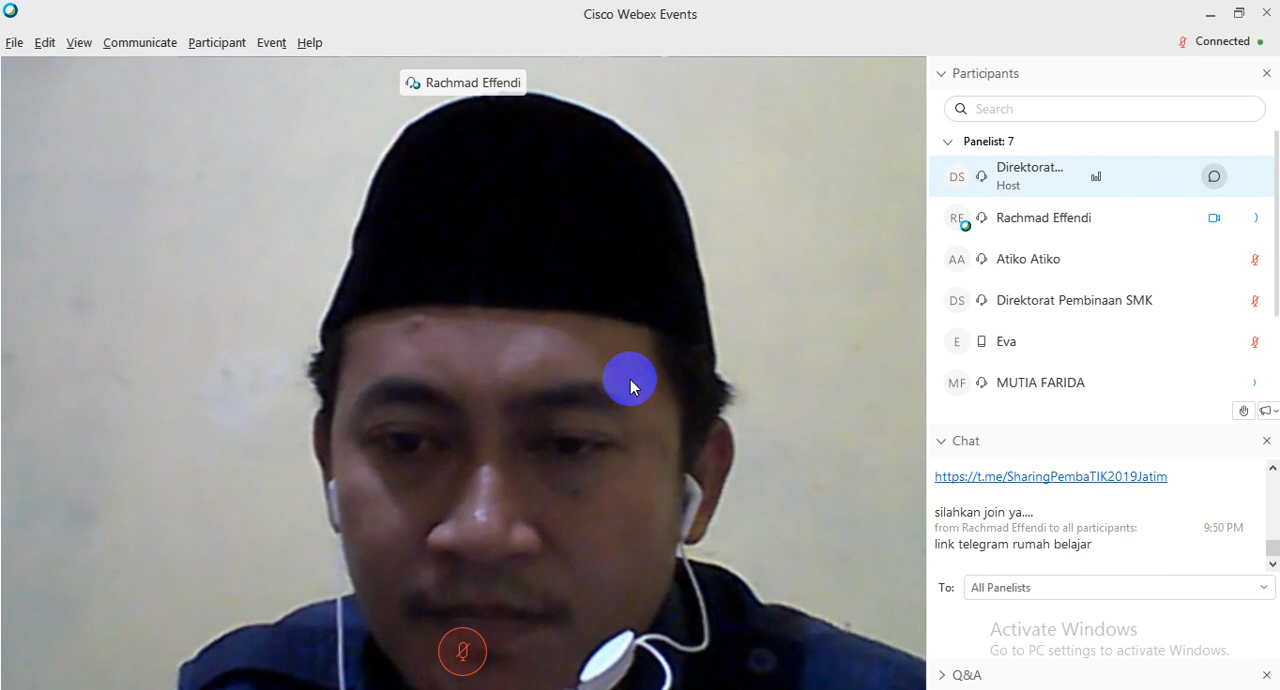 Cisco Webex Events
File Edit View Communicate Participant Event Help
Connected
Rachmad Effendi
Participants
Search
Panelist: 7
DS Direktorat...
Host
RE Rachmad Effendi
AA Atiko Atiko
DS Direktorat Pembinaan SMK
E Eva
MF MUTIA FARIDA
Chat
https://t.me/SharingPembaTIK2019Jatim
silahkan join ya....
from Rachmad Effendi to all participants: 9:50 PM
link telegram rumah belajar
To: All Panelists
Activate Windows
Go to PC settings to activate Windows.
Q&A